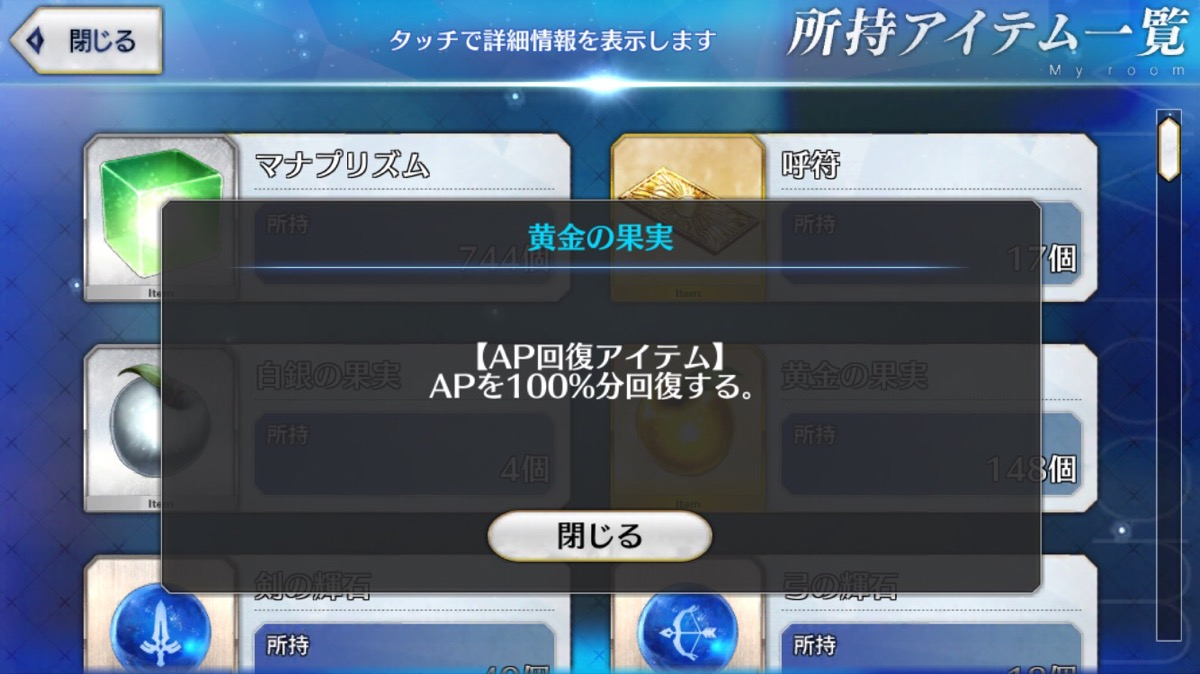 閉じる
タッチで詳細情報を表示します
所持アイテム一覧
My room
マナプリズム
呼符
所持
744個
所持
17個
Item
Item
黄金の果実
【AP回復アイテム】
APを100%分回復する。
白銀の果実
黄金の果実
所持
4個
所持
148個
Item
Item
閉じる
剣の輝石
弓の輝石
所持
所持